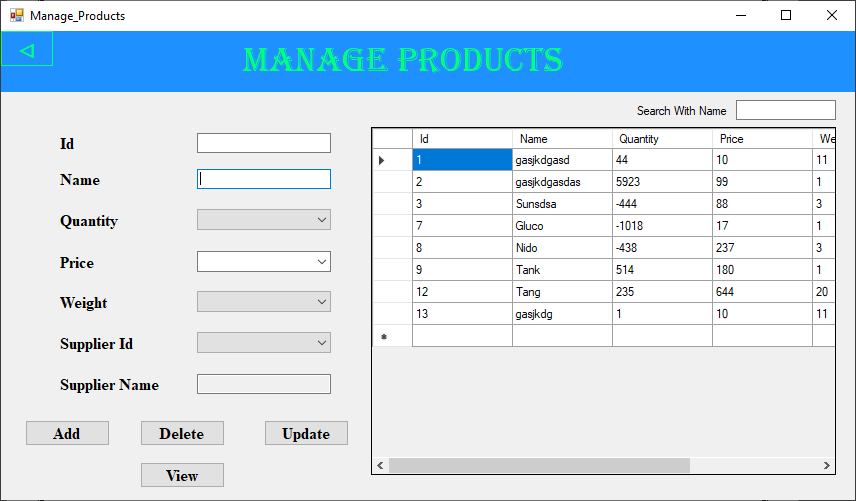 Manage_Products
MANAGE PRODUCTS
Search With Name
Id
Name
Quantity
Price
Weight
Supplier Id
Supplier Name
Add Delete Update
View
Id Name Quantity Price We
1 gasjkdgasd 44 10 11
2 gasjkdgasdas 5923 99 1
3 Sunsdsa -444 88 3
7 Gluco -1018 17 1
8 Nido -438 237 3
9 Tank 514 180 1
12 Tang 235 644 20
13 gasjkdg 1 10 11